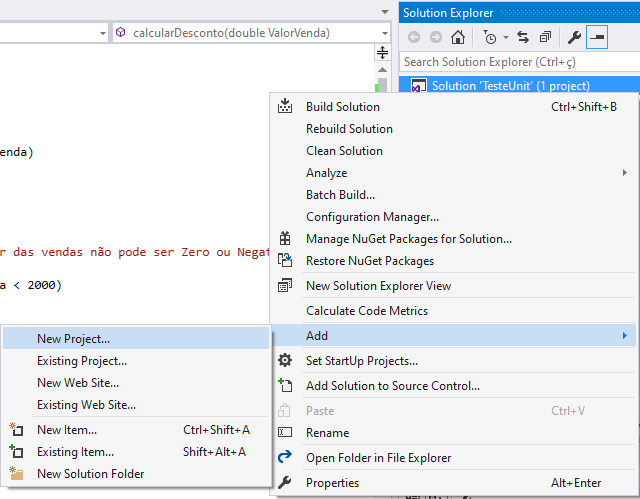 Solution Explorer
calcularDesconto(double ValorVenda)
Search Solution Explorer (Ctrl+ç)
Solution 'TesteUnit' (1 project)
Build Solution Ctrl+Shift+B
Rebuild Solution
Clean Solution
enda)
Analyze
Batch Build...
Configuration Manager...
Manage NuGet Packages for Solution...
r das vendas não pode ser Zero ou Negat
Restore NuGet Packages
a < 2000)
New Solution Explorer View
Calculate Code Metrics
Add
New Project...
Existing Project...
New Web Site...
Existing Web Site...
New Item... Ctrl+Shift+A
Existing Item... Shift+Alt+A
New Solution Folder
Set StartUp Projects...
Add Solution to Source Control...
Paste Ctrl+V
Rename
Open Folder in File Explorer
Properties Alt+Enter